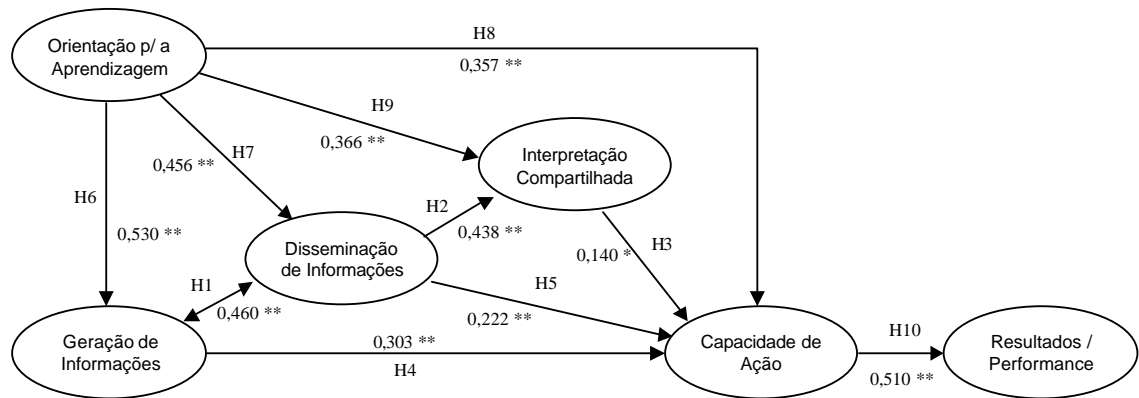 H8
Orientação p/ a
Aprendizagem
0,357 **
H9
0,366 **
H7
0,456 **
Interpretação
Compartilhada
H6
H2
0,438 **
0,530 **
Disseminação
de Informações
H3
0,140 *
H1
0,460 **
H5
0,222 **
Geração de
Informações
0,303 **
H4
Capacidade de
Ação
H10
0,510 **
Resultados /
Performance